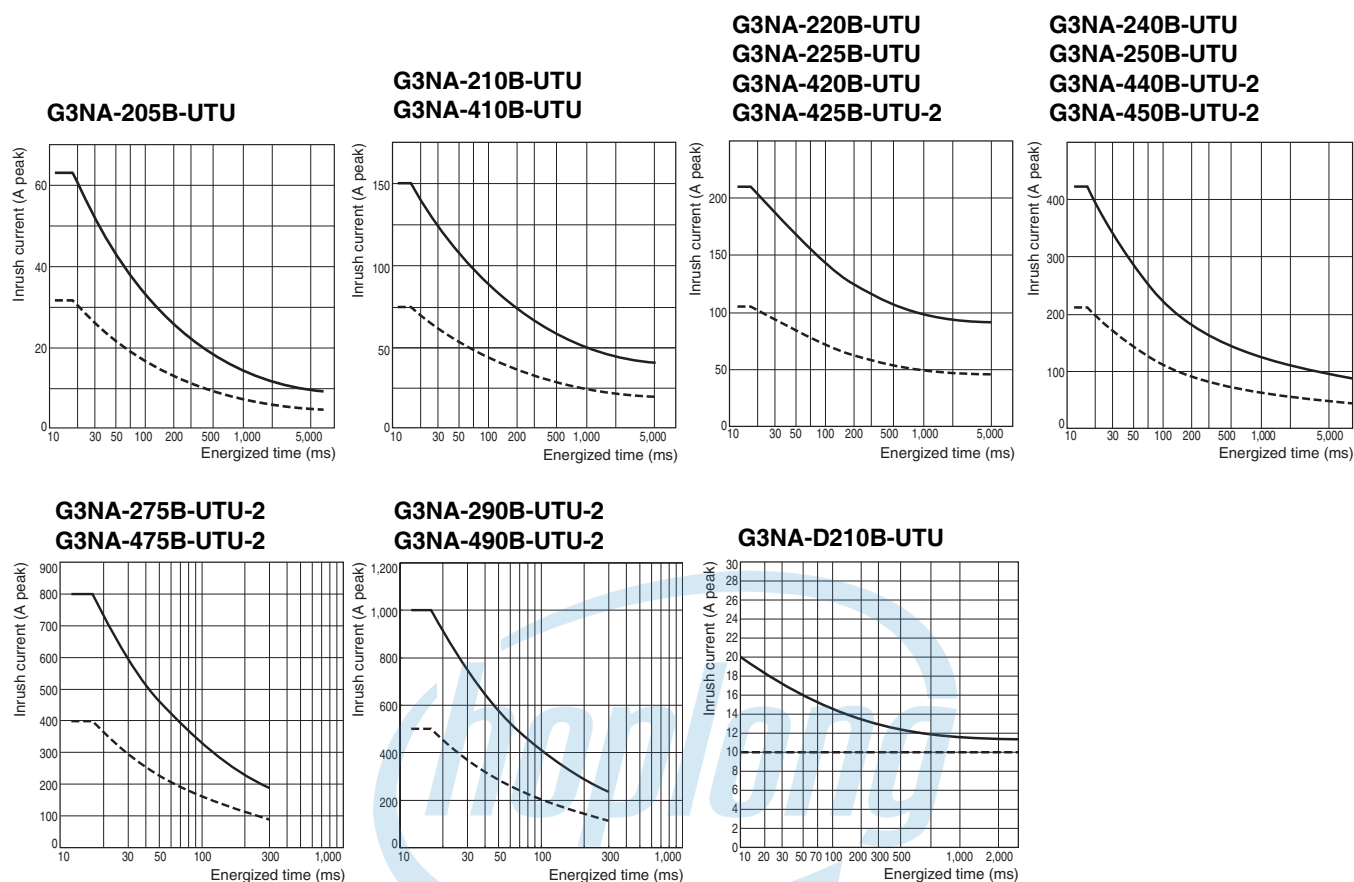 G3NA-205B-UTU
Inrush current (A peak)
60
40
20
0
10 30 50 100 200 500 1,000 5,000
Energized time (ms)
G3NA-210B-UTU
G3NA-410B-UTU
Inrush current (A peak)
150
100
50
0
10 30 50 100 200 500 1,000 5,000
Energized time (ms)
G3NA-220B-UTU
G3NA-225B-UTU
G3NA-420B-UTU
G3NA-425B-UTU-2
Inrush current (A peak)
200
150
100
50
0
10 30 50 100 200 500 1,000 5,000
Energized time (ms)
G3NA-240B-UTU
G3NA-250B-UTU
G3NA-440B-UTU-2
G3NA-450B-UTU-2
Inrush current (A peak)
400
300
200
100
0
10 30 50 100 200 500 1,000 5,000
Energized time (ms)
G3NA-275B-UTU-2
G3NA-475B-UTU-2
Inrush current (A peak)
900
800
700
600
500
400
300
200
100
0
10 30 50 100 300 1,000
Energized time (ms)
G3NA-290B-UTU-2
G3NA-490B-UTU-2
Inrush current (A peak)
1,200
1,000
800
600
400
200
0
10 30 50 100 300 1,000
Energized time (ms)
G3NA-D210B-UTU
Inrush current (A peak)
30
28
26
24
22
20
18
16
14
12
10
8
6
4
2
0
10 20 30 50 70 100 200 300 500 1,000 2,000
Energized time (ms)
hoplong